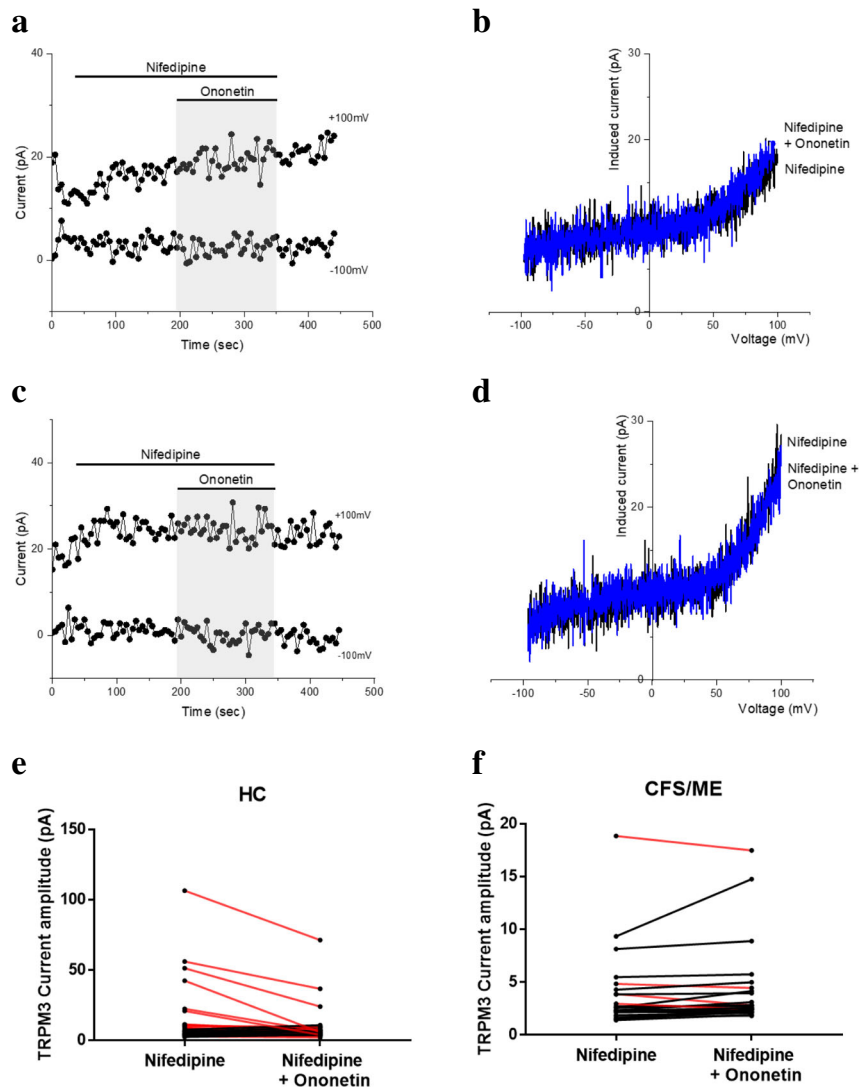 a
40
20
0
Current (pA)
Nifedipine
Ononetin
+100mV
-100mV
0
100
200
300
400
500
Time (sec)
b
30
20
10
0
Induced current (pA)
Nifedipine
+ Ononetin
Nifedipine
-100
-50
0
50
100
Voltage (mV)
c
40
20
0
Current (pA)
Nifedipine
Ononetin
+100mV
-100mV
0
100
200
300
400
500
Time (sec)
d
30
20
10
0
Induced current (pA)
Nifedipine
Nifedipine +
Ononetin
-100
-50
0
50
100
Voltage (mV)
e
HC
150
100
50
0
TRPM3 Current amplitude (pA)
Nifedipine
Nifedipine
+ Ononetin
f
CFS/ME
20
15
10
5
0
TRPM3 Current amplitude (pA)
Nifedipine
Nifedipine
+ Ononetin